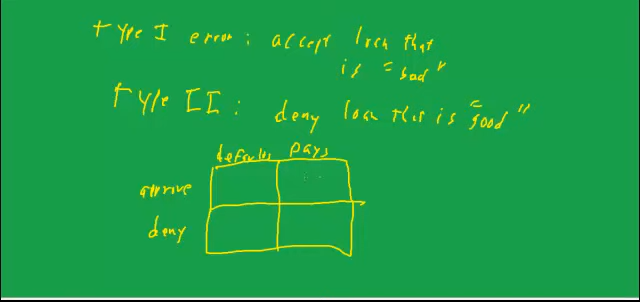 type I error: accept loan that
is "bad"
type II: deny loan that is "good"
defaults pays
approve
deny